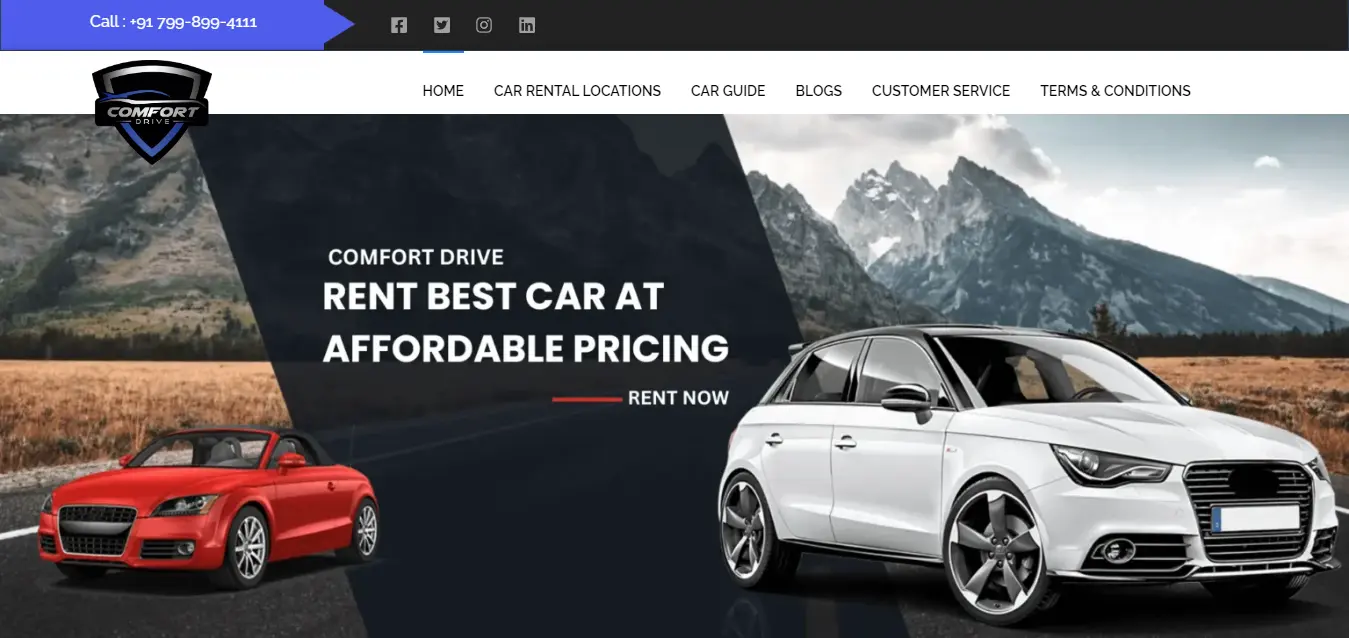 Call : +91 799-899-4111
COMFORT
DRIVE
HOME CAR RENTAL LOCATIONS CAR GUIDE BLOGS CUSTOMER SERVICE TERMS & CONDITIONS
COMFORT DRIVE
RENT BEST CAR AT
AFFORDABLE PRICING
RENT NOW